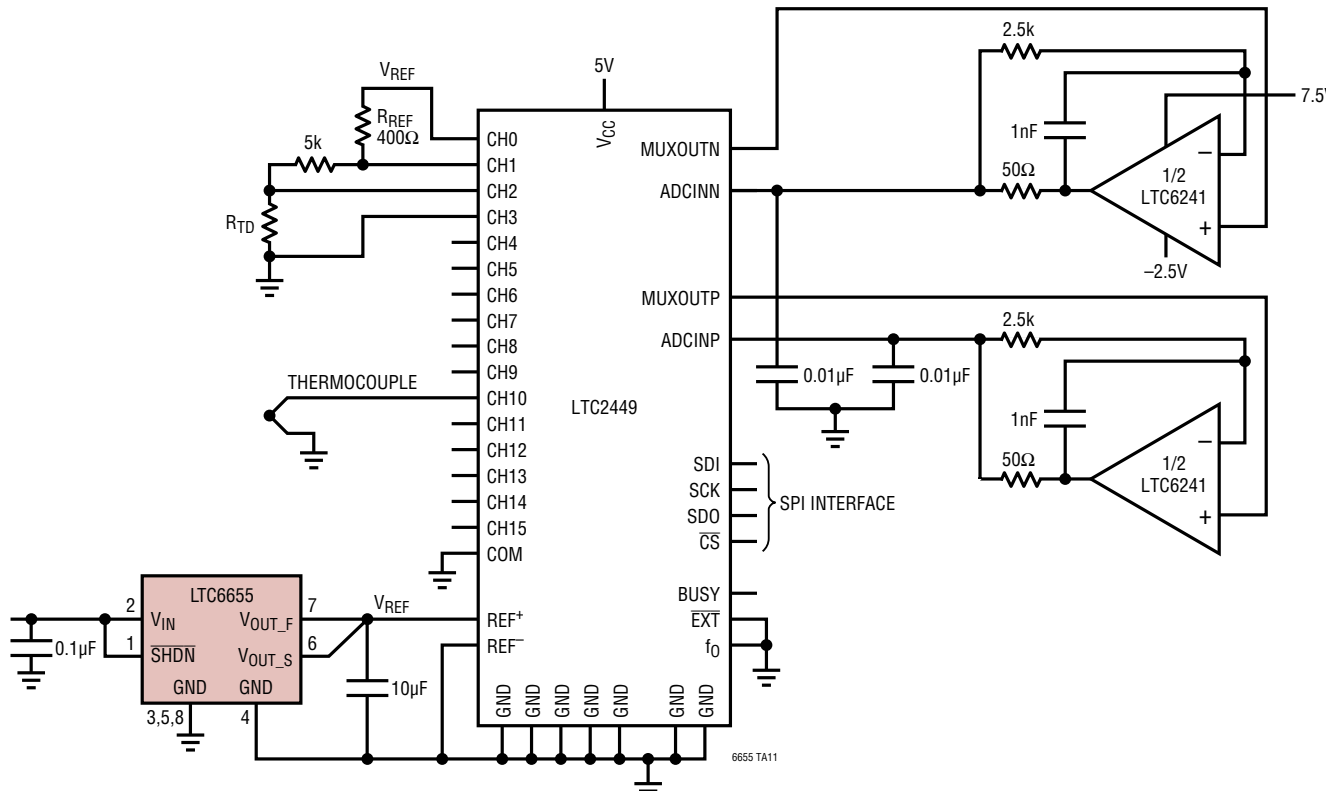 2.5k
7.5V
1nF
50Ω
1/2
LTC6241
–
+
–2.5V
5V
VCC
VREF
RREF
400Ω
5k
RTD
CH0
CH1
CH2
CH3
CH4
CH5
CH6
CH7
CH8
CH9
CH10
CH11
CH12
CH13
CH14
CH15
COM
REF+
REF–
THERMOCOUPLE
LTC2449
MUXOUTN
ADCINN
MUXOUTP
ADCINP
0.01µF
0.01µF
2.5k
1nF
50Ω
1/2
LTC6241
–
+
SDI
SCK
SDO
CS
SPI INTERFACE
BUSY
EXT
fO
GND
GND
GND
GND
GND
GND
GND
LTC6655
2
VIN
1
SHDN
VOUT_F
7
VOUT_S
6
GND
GND
3,5,8
4
VREF
0.1µF
10µF
6655 TA11